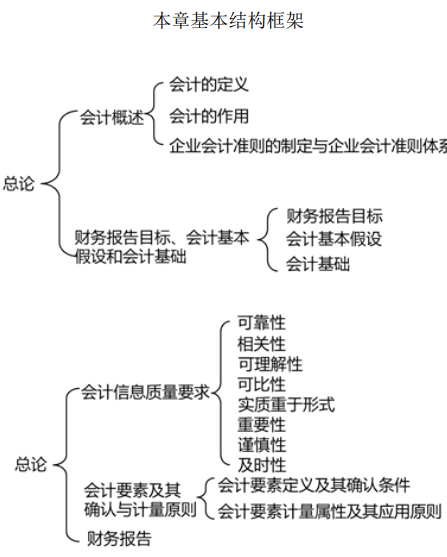 本章基本结构框架
会计的定义
会计概述
会计的作用
企业会计准则的制定与企业会计准则体系
总论
财务报告目标
财务报告目标、会计基本
会计基本假设
假设和会计基础
会计基础
可靠性
相关性
可理解性
会计信息质量要求
可比性
实质重于形式
重要性
谨慎性
总论
及时性
会计要素及其
会计要素定义及其确认条件
确认与计量原则
会计要素计量属性及其应用原则
财务报告